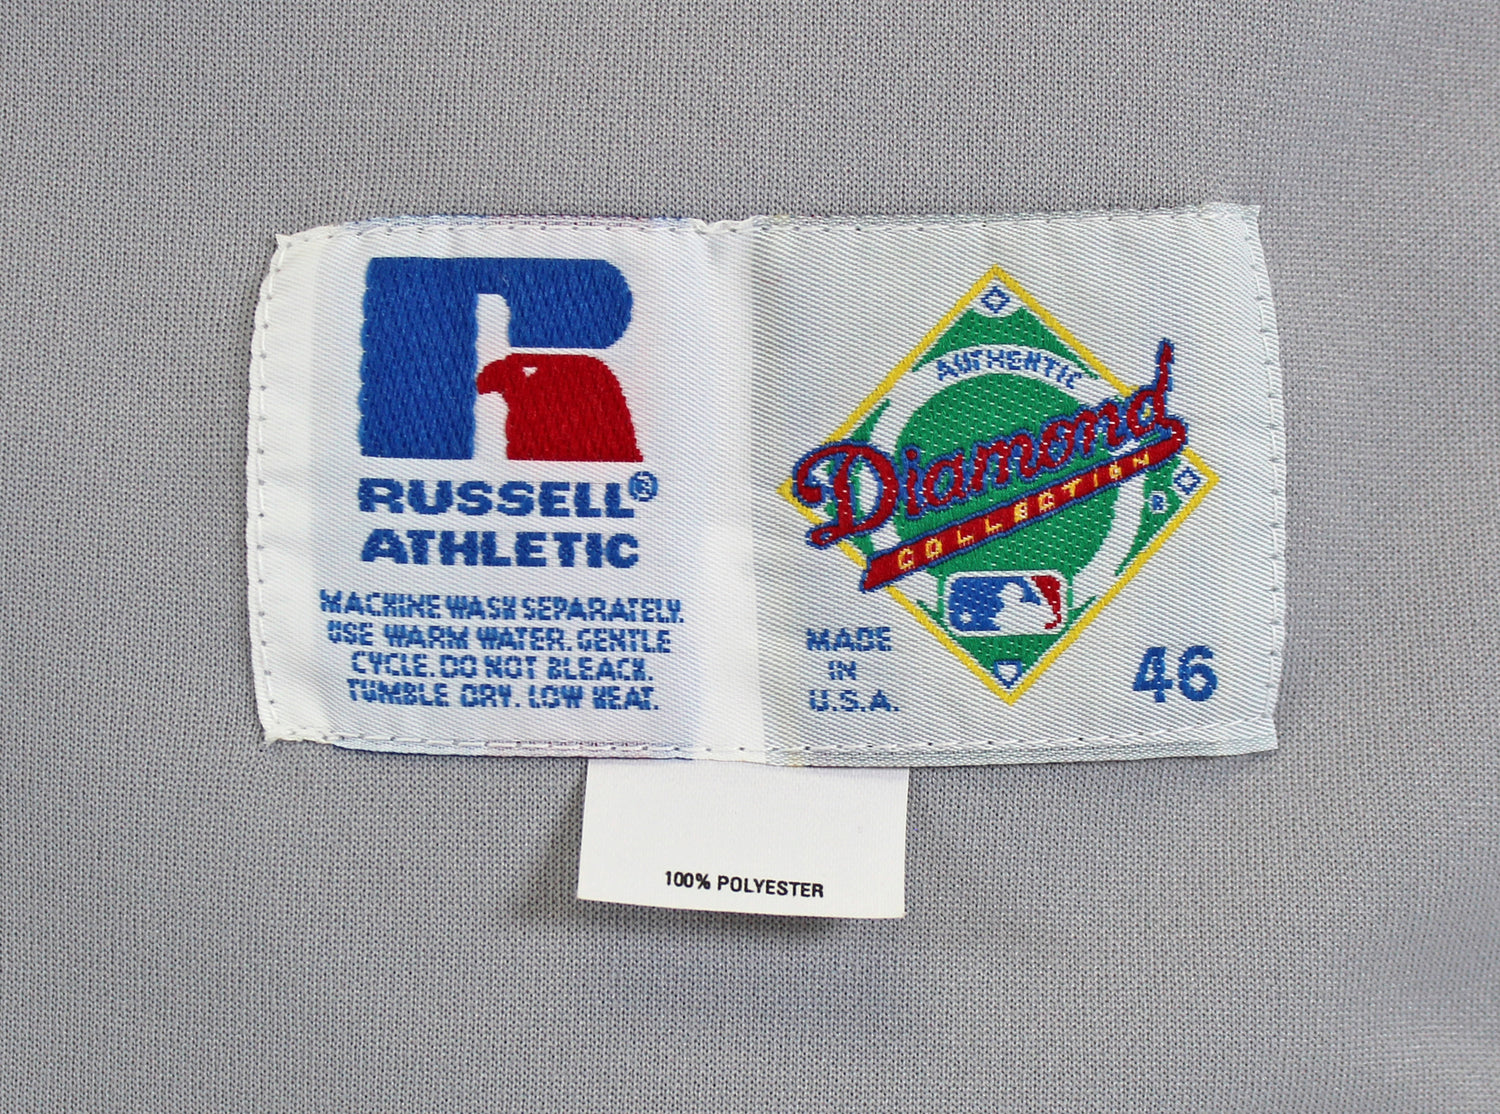 RUSSELL®
ATHLETIC
MACHINE WASH SEPARATELY.
USE WARM WATER. GENTLE
CYCLE. DO NOT BLEACH.
TUMBLE DRY. LOW HEAT.
AUTHENTIC
Diamond
COLLECTION
®
MADE
IN
U.S.A.
46
100% POLYESTER